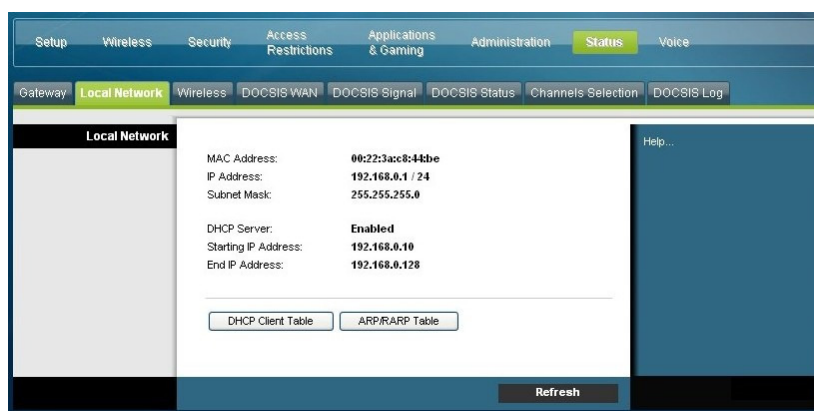 Setup Wireless Security Access Restrictions Applications & Gaming Administration Status Voice
Gateway Local Network Wireless DOCSIS WAN DOCSIS Signal DOCSIS Status Channels Selection DOCSIS Log
Local Network
Help...
MAC Address: 00:22:3a:c8:44:be
IP Address: 192.168.0.1 / 24
Subnet Mask: 255.255.255.0
DHCP Server: Enabled
Starting IP Address: 192.168.0.10
End IP Address: 192.168.0.128
DHCP Client Table ARP/RARP Table
Refresh